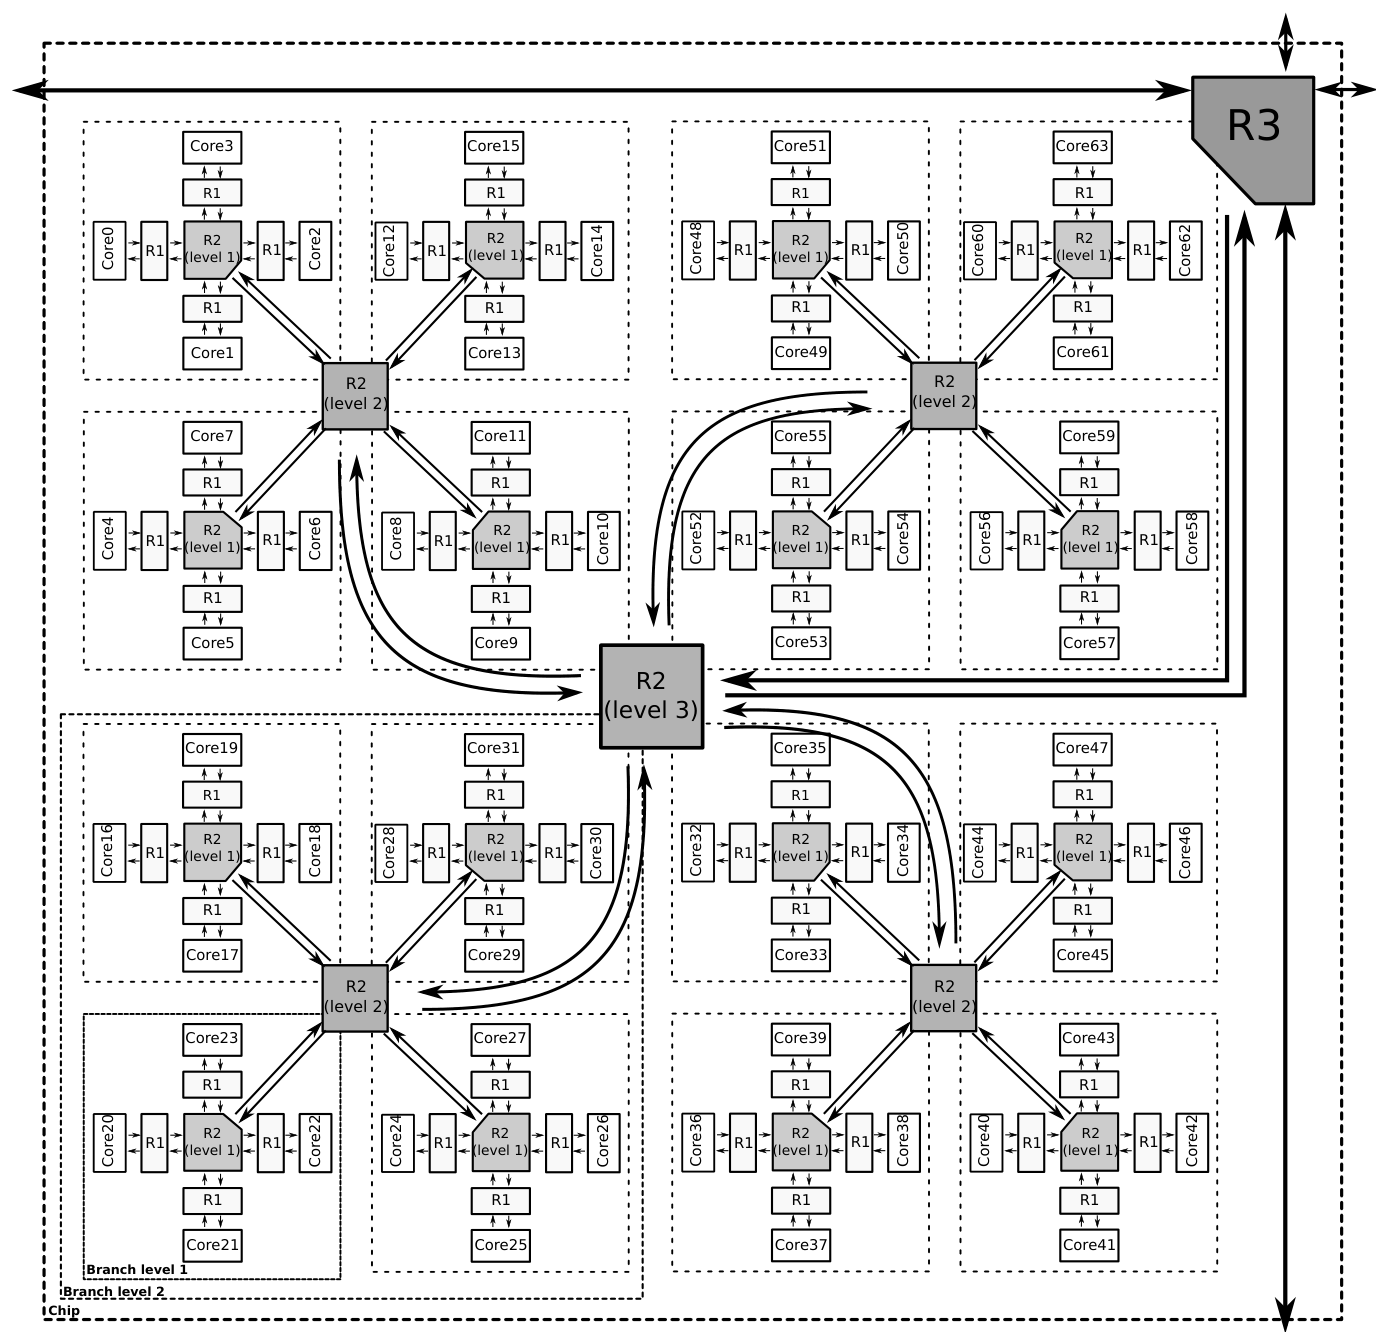 R3
Core3
R1
Core0
R1
R2
(level 1)
R1
Core2
R1
Core1
Core15
R1
Core12
R1
R2
(level 1)
R1
Core14
R1
Core13
Core51
R1
Core48
R1
R2
(level 1)
R1
Core50
R1
Core49
Core63
R1
Core60
R1
R2
(level 1)
R1
Core62
R1
Core61
R2
(level 2)
R2
(level 2)
Core7
R1
Core4
R1
R2
(level 1)
R1
Core6
R1
Core5
Core11
R1
Core8
R1
R2
(level 1)
R1
Core10
R1
Core9
Core55
R1
Core52
R1
R2
(level 1)
R1
Core54
R1
Core53
Core59
R1
Core56
R1
R2
(level 1)
R1
Core58
R1
Core57
R2
(level 3)
Core19
R1
Core16
R1
R2
(level 1)
R1
Core18
R1
Core17
Core31
R1
Core28
R1
R2
(level 1)
R1
Core30
R1
Core29
Core35
R1
Core32
R1
R2
(level 1)
R1
Core34
R1
Core33
Core47
R1
Core44
R1
R2
(level 1)
R1
Core46
R1
Core45
R2
(level 2)
R2
(level 2)
Core23
R1
Core20
R1
R2
(level 1)
R1
Core22
R1
Core21
Core27
R1
Core24
R1
R2
(level 1)
R1
Core26
R1
Core25
Core39
R1
Core36
R1
R2
(level 1)
R1
Core38
R1
Core37
Core43
R1
Core40
R1
R2
(level 1)
R1
Core42
R1
Core41
Branch level 1
Branch level 2
Chip